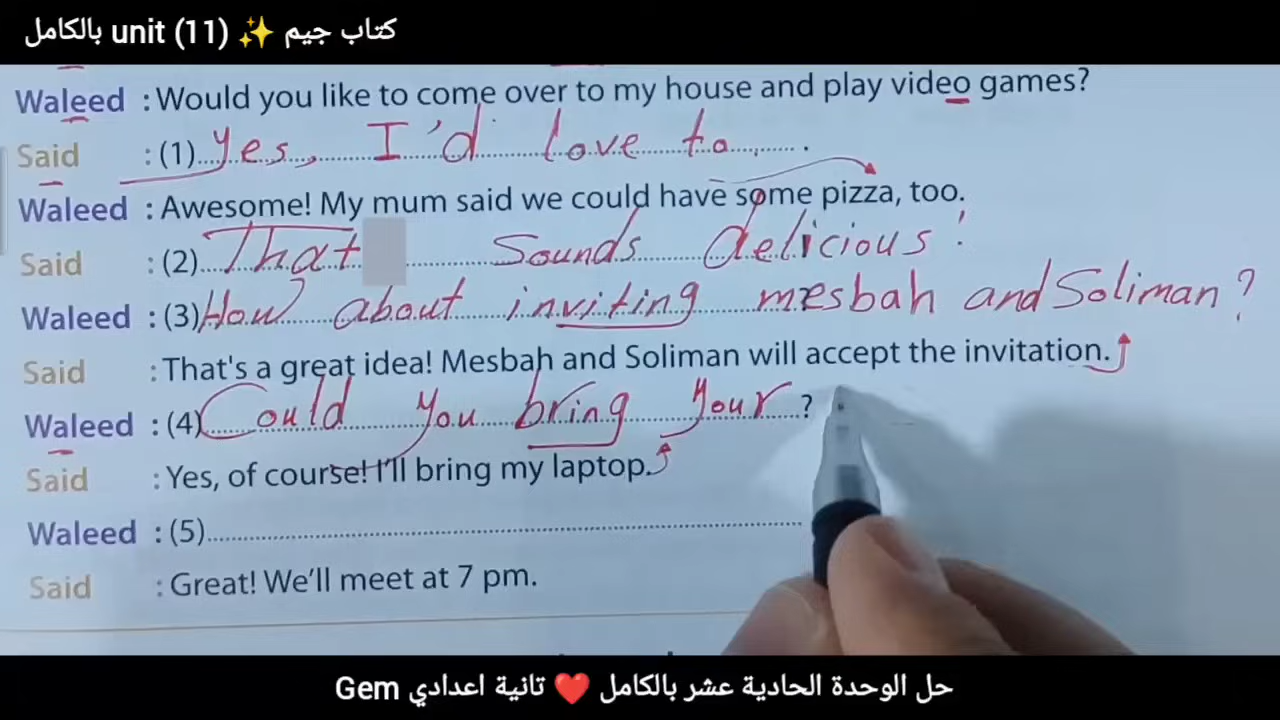 كتاب جيم ✨ unit (11) بالكامل
Waleed : Would you like to come over to my house and play video games?
Said : (1) Yes, I'd love to .
Waleed : Awesome! My mum said we could have some pizza, too.
Said : (2) That sounds delicious!
Waleed : (3) How about inviting mesbah and Soliman?
Said : That's a great idea! Mesbah and Soliman will accept the invitation.
Waleed : (4) Could you bring your ?
Said : Yes, of course! I'll bring my laptop.
Waleed : (5)
Said : Great! We'll meet at 7 pm.
حل الوحدة الحادية عشر بالكامل ❤️ تانية اعدادي Gem